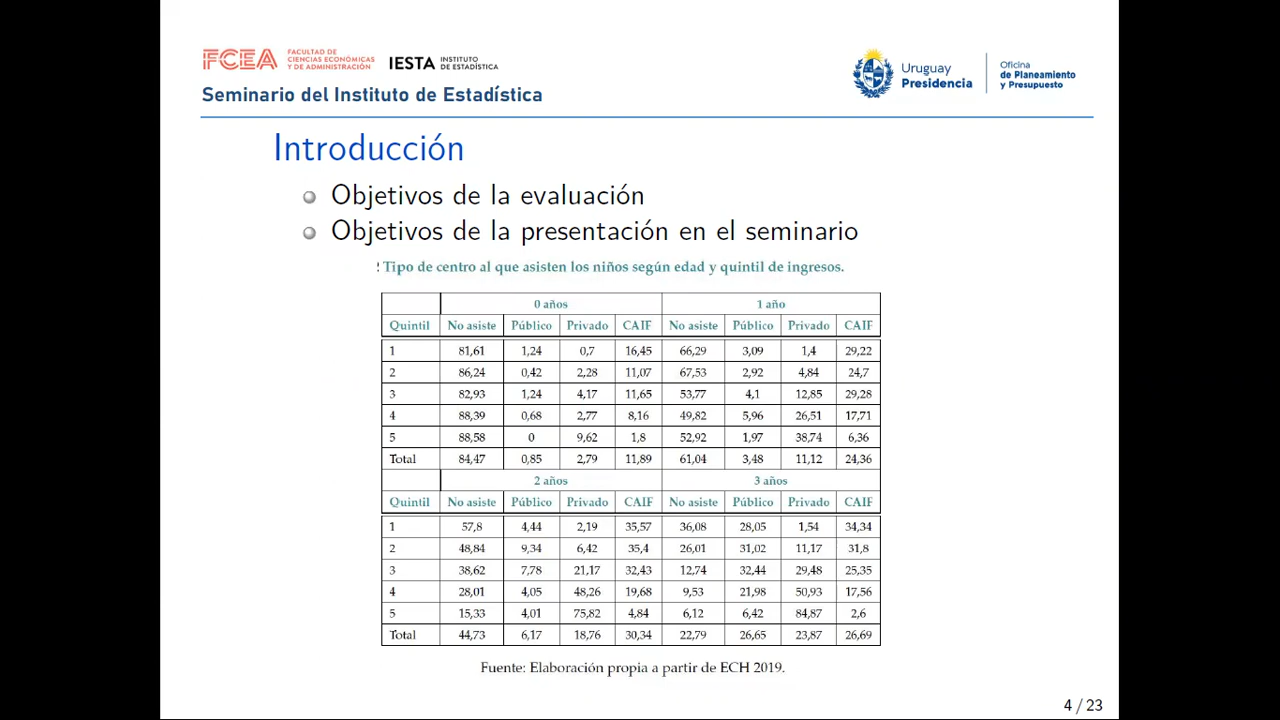 FCEA FACULTAD DE CIENCIAS ECONÓMICAS Y DE ADMINISTRACIÓN IESTA INSTITUTO DE ESTADÍSTICA
Uruguay Presidencia
Oficina de Planeamiento y Presupuesto
Seminario del Instituto de Estadística
Introducción
Objetivos de la evaluación
Objetivos de la presentación en el seminario
Tipo de centro al que asisten los niños según edad y quintil de ingresos.
0 años 1 año
Quintil No asiste Público Privado CAIF No asiste Público Privado CAIF
1 81,61 1,24 0,7 16,45 66,29 3,09 1,4 29,22
2 86,24 0,42 2,28 11,07 67,53 2,92 4,84 24,7
3 82,93 1,24 4,17 11,65 53,77 4,1 12,85 29,28
4 88,39 0,68 2,77 8,16 49,82 5,96 26,51 17,71
5 88,58 0 9,62 1,8 52,92 1,97 38,74 6,36
Total 84,47 0,85 2,79 11,89 61,04 3,48 11,12 24,36
2 años 3 años
Quintil No asiste Público Privado CAIF No asiste Público Privado CAIF
1 57,8 4,44 2,19 35,57 36,08 28,05 1,54 34,34
2 48,84 9,34 6,42 35,4 26,01 31,02 11,17 31,8
3 38,62 7,78 21,17 32,43 12,74 32,44 29,48 25,35
4 28,01 4,05 48,26 19,68 9,53 21,98 50,93 17,56
5 15,33 4,01 75,82 4,84 6,12 6,42 84,87 2,6
Total 44,73 6,17 18,76 30,34 22,79 26,65 23,87 26,69
Fuente: Elaboración propia a partir de ECH 2019.
4 / 23